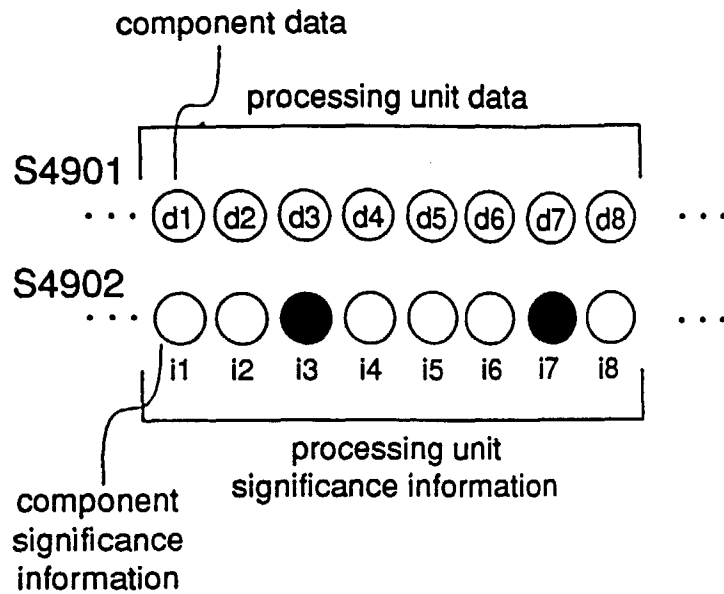 component data
processing unit data
S4901
... d1 d2 d3 d4 d5 d6 d7 d8 ...
S4902
... ...
i1 i2 i3 i4 i5 i6 i7 i8
processing unit
significance information
component
significance
information